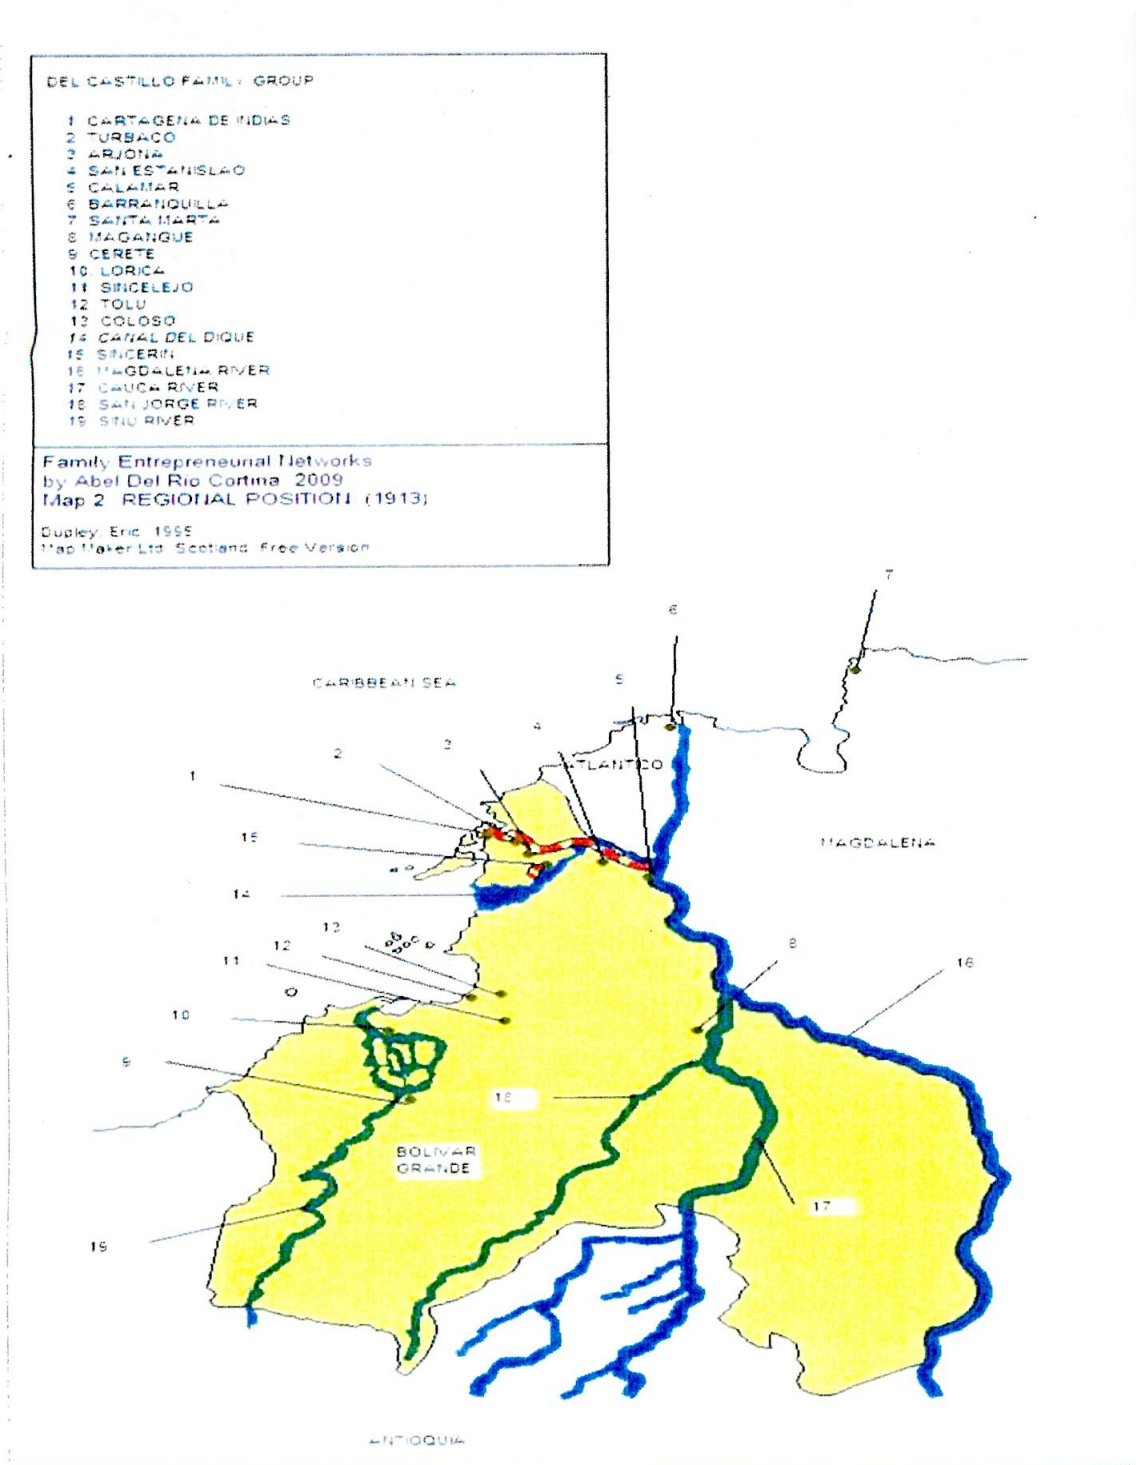 DEL CASTILLO FAMILY GROUP
1 CARTAGENA DE INDIAS
2 TURBACO
3 ARJONA
4 SAN ESTANISLAO
5 CALAMAR
6 BARRANQUILLA
7 SANTA MARTA
8 MAGANGUE
9 CERETE
10. LORICA
11 SINCELEJO
12 TOLU
13 COLOSO
14 CANAL DEL DIQUE
15 SINCERIN
16 MAGDALENA RIVER
17 CAUCA RIVER
18 SAN JORGE RIVER
19 SINU RIVER
Family Entrepreneurial Networks
by Abel Del Rio Cortina 2009
Map 2 REGIONAL POSITION (1913)
Dudley, Eric 1995
Map Maker Ltd Scotland Free Version
7
6
CARIBBEAN SEA
5
4
3
2
ATLANTICO
1
15
MAGDALENA
14
13
12
8
11
16
10
9
18
BOLIVAR
GRANDE
17
19
ANTIOQUIA